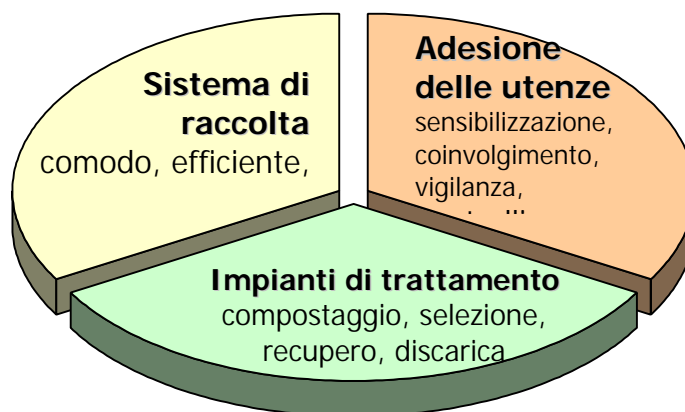 Sistema di
raccolta
comodo, efficiente,
Adesione
delle utenze
sensibilizzazione,
coinvolgimento,
vigilanza,
Impianti di trattamento
compostaggio, selezione,
recupero, discarica